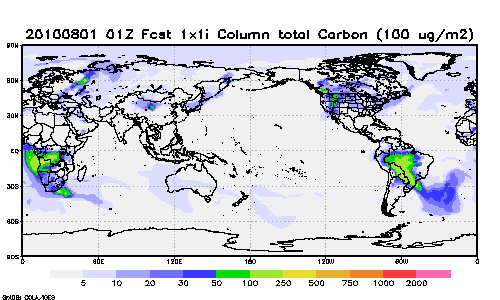 20100801 01Z Fcst 1x1i Column total Carbon (100 ug/m2)
90N
60N
30N
EQ
30S
60S
90S
0 60E 120E 180 120W 60W 0
5 10 20 30 50 100 250 500 750 1000 2000
GrADS: COLA/IGES